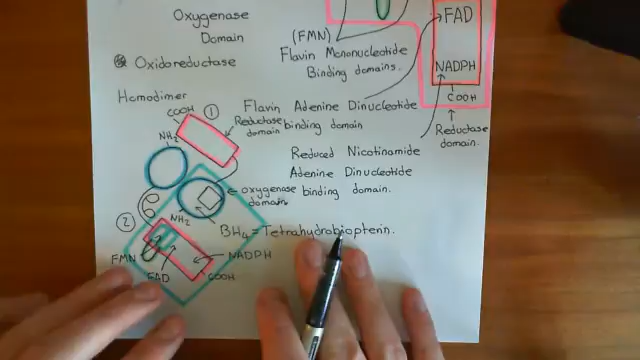 Oxygenase
Domain
Oxidoreductase
(FMN)
Flavin Mononucleotide
Binding domains.
FAD
NADPH
COOH
Reductase
domain.
Homodimer
COOH
1
Reductase
domain
NH2
Flavin Adenine Dinucleotide
binding domain
Reduced Nicotinamide
Adenine Dinucleotide
binding domain.
oxygenase
domain
2
NH2
BH4 = Tetrahydrobiopterin.
FMN
FAD
NADPH
COOH